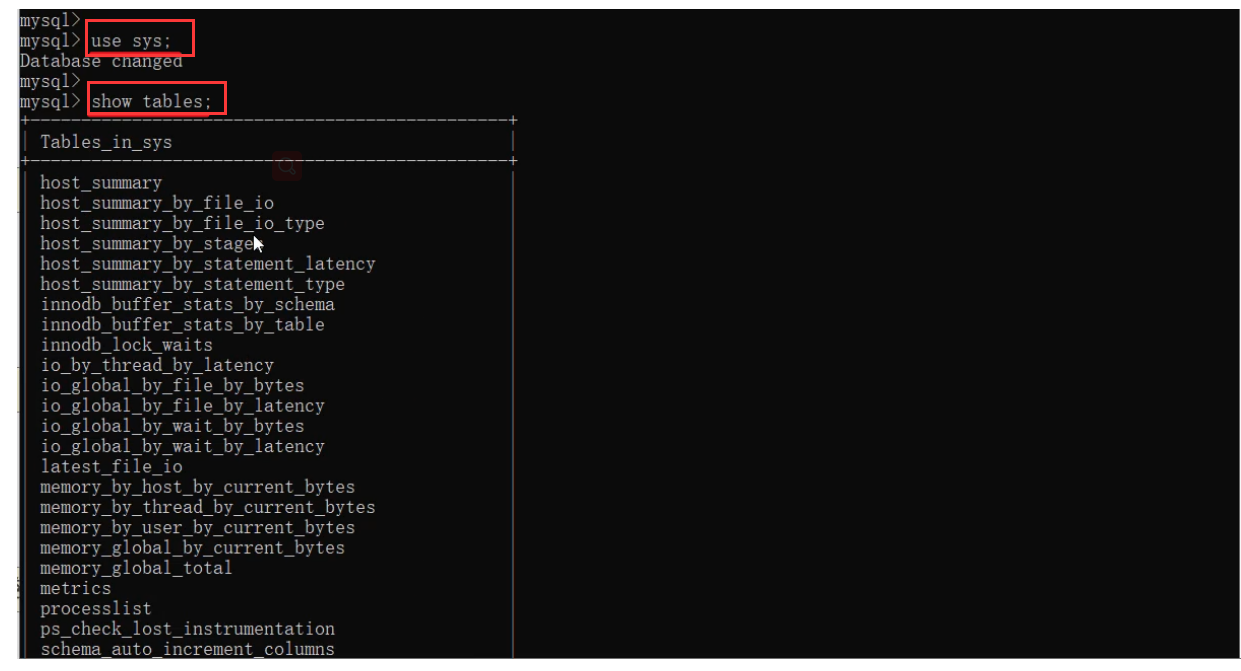 mysql>
mysql> use sys;
Database changed
mysql>
mysql> show tables;
+-----------------------------------------------+
| Tables_in_sys |
+-----------------------------------------------+
| host_summary |
| host_summary_by_file_io |
| host_summary_by_file_io_type |
| host_summary_by_stages |
| host_summary_by_statement_latency |
| host_summary_by_statement_type |
| innodb_buffer_stats_by_schema |
| innodb_buffer_stats_by_table |
| innodb_lock_waits |
| io_by_thread_by_latency |
| io_global_by_file_by_bytes |
| io_global_by_file_by_latency |
| io_global_by_wait_by_bytes |
| io_global_by_wait_by_latency |
| latest_file_io |
| memory_by_host_by_current_bytes |
| memory_by_thread_by_current_bytes |
| memory_by_user_by_current_bytes |
| memory_global_by_current_bytes |
| memory_global_total |
| metrics |
| processlist |
| ps_check_lost_instrumentation |
| schema_auto_increment_columns |